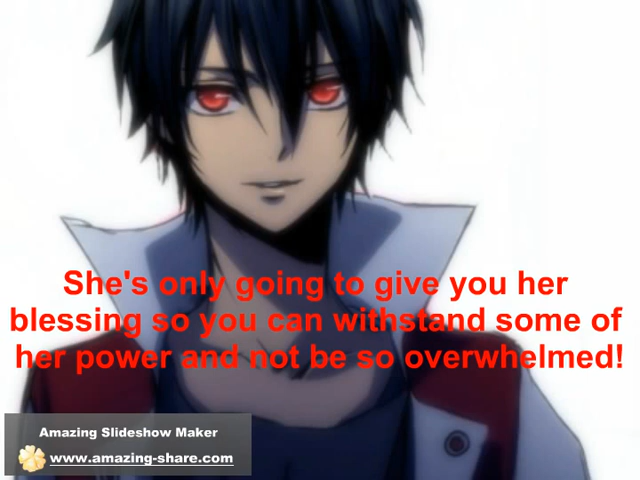 She's only going to give you her
blessing so you can withstand some of
her power and not be so overwhelmed!
Amazing Slideshow Maker
www.amazing-share.com